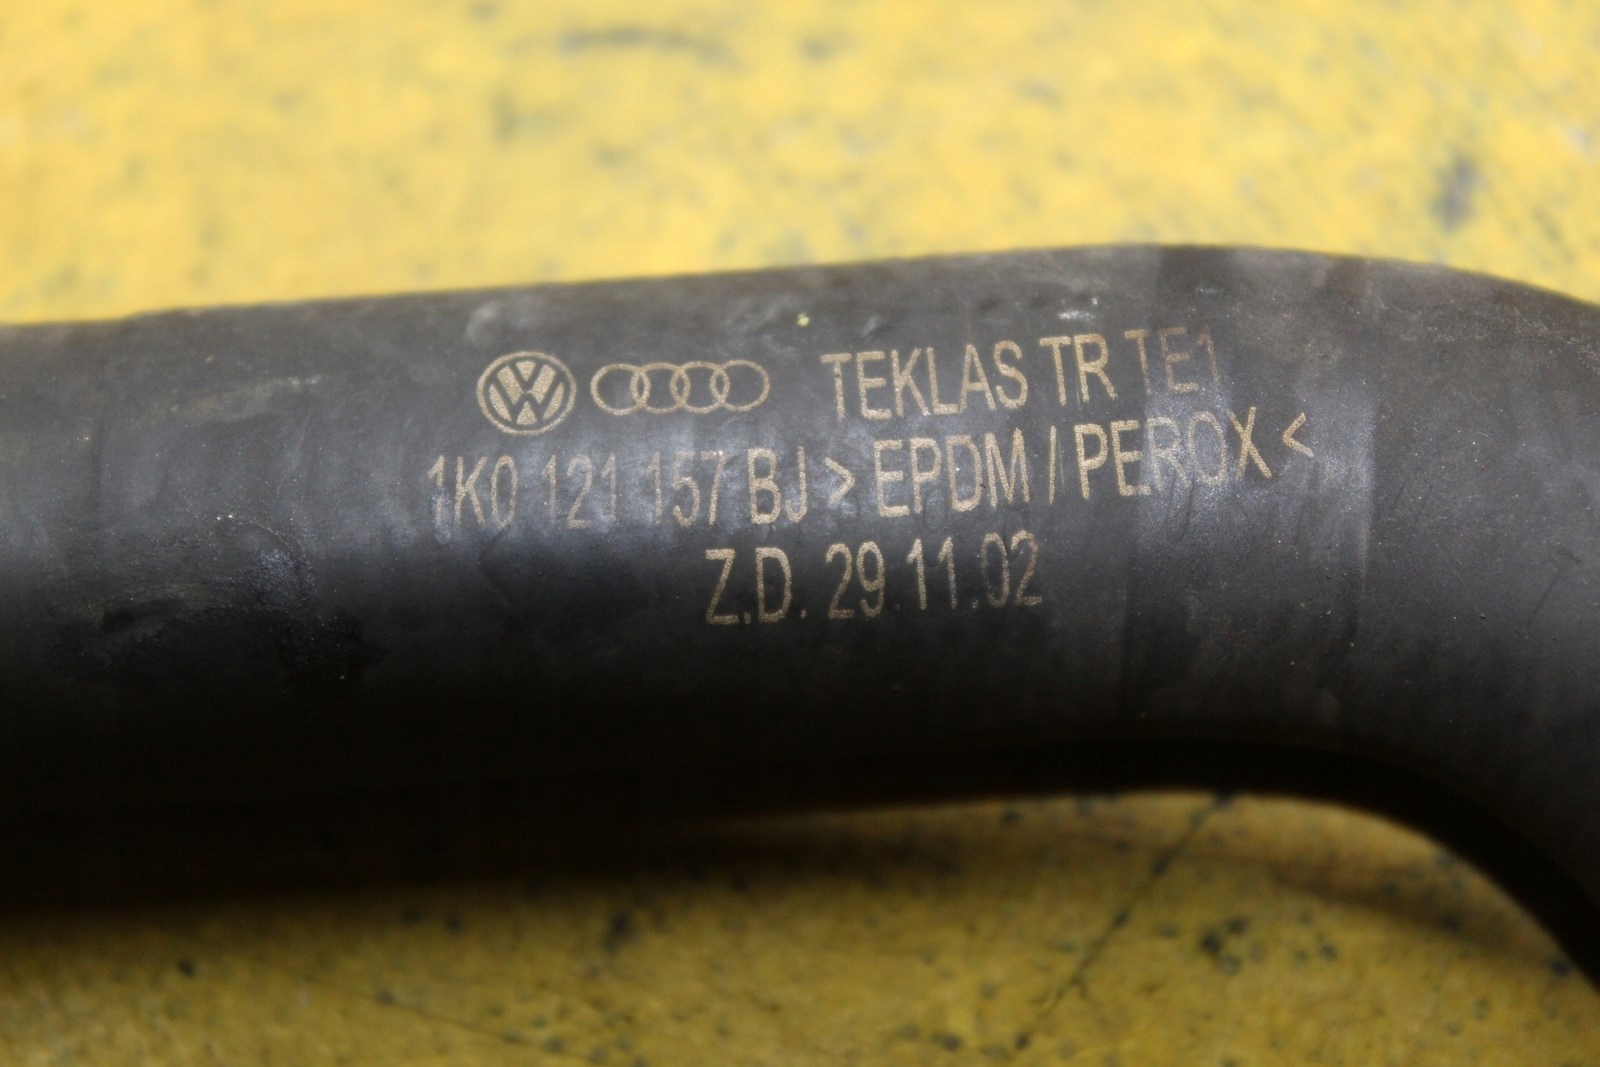 TEKLAS TR TE1
1K0 121 157 BJ > EPDM / PEROX <
Z.D. 29.11.02